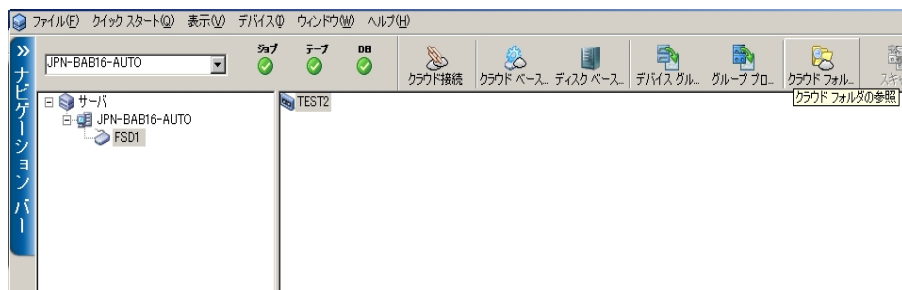 ファイル(F) クイック スタート(Q) 表示(V) デバイス(D) ウィンドウ(W) ヘルプ(H)
ナビゲーション バー
JPN-BAB16-AUTO
ジョブ テープ DB
クラウド接続 クラウド ベース... ディスク ベース... デバイス グル... グループ プロ... クラウド フォル...
クラウド フォルダの参照
サーバ
JPN-BAB16-AUTO
FSD1
TEST2